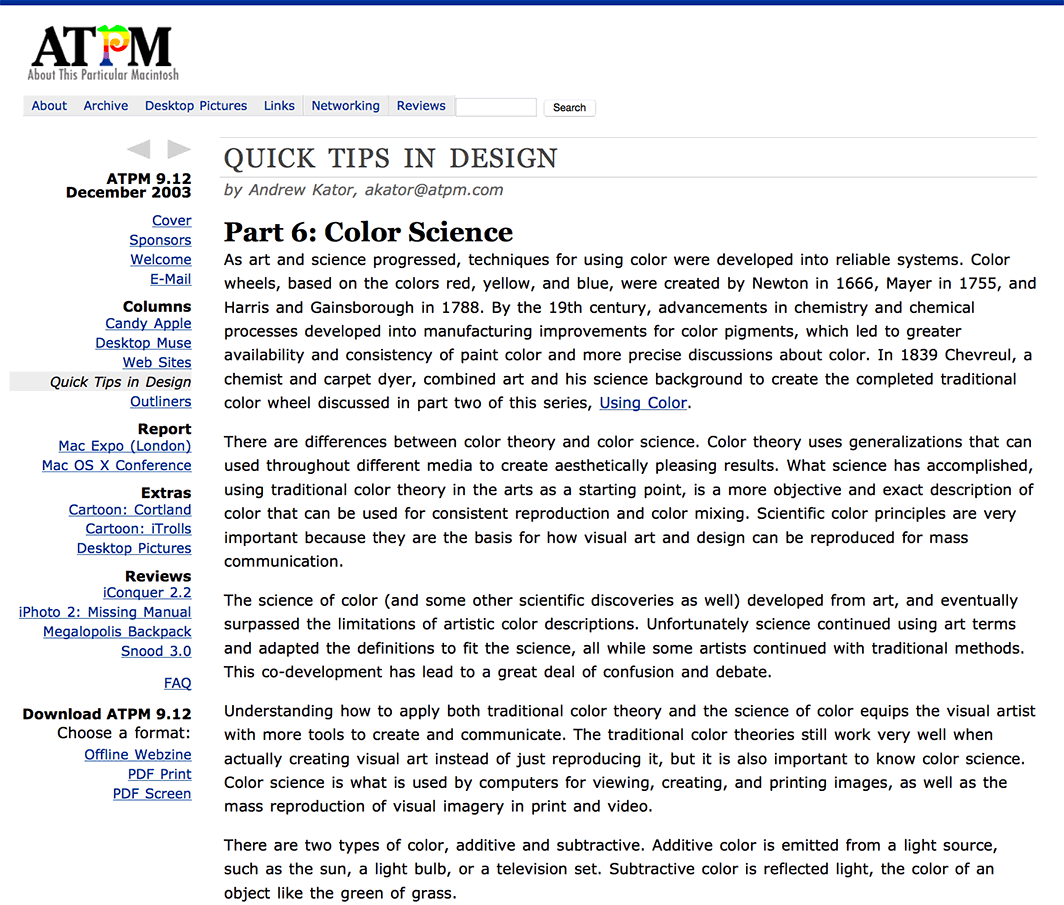 ATPM
About This Particular Macintosh
About Archive Desktop Pictures Links Networking Reviews Search
ATPM 9.12
December 2003
Cover
Sponsors
Welcome
E-Mail
Columns
Candy Apple
Desktop Muse
Web Sites
Quick Tips in Design
Outliners
Report
Mac Expo (London)
Mac OS X Conference
Extras
Cartoon: Cortland
Cartoon: iTrolls
Desktop Pictures
Reviews
iConquer 2.2
iPhoto 2: Missing Manual
Megalopolis Backpack
Snood 3.0
FAQ
Download ATPM 9.12
Choose a format:
Offline Webzine
PDF Print
PDF Screen
QUICK TIPS IN DESIGN
by Andrew Kator, akator@atpm.com
Part 6: Color Science
As art and science progressed, techniques for using color were developed into reliable systems. Color
wheels, based on the colors red, yellow, and blue, were created by Newton in 1666, Mayer in 1755, and
Harris and Gainsborough in 1788. By the 19th century, advancements in chemistry and chemical
processes developed into manufacturing improvements for color pigments, which led to greater
availability and consistency of paint color and more precise discussions about color. In 1839 Chevreul, a
chemist and carpet dyer, combined art and his science background to create the completed traditional
color wheel discussed in part two of this series, Using Color.
There are differences between color theory and color science. Color theory uses generalizations that can
used throughout different media to create aesthetically pleasing results. What science has accomplished,
using traditional color theory in the arts as a starting point, is a more objective and exact description of
color that can be used for consistent reproduction and color mixing. Scientific color principles are very
important because they are the basis for how visual art and design can be reproduced for mass
communication.
The science of color (and some other scientific discoveries as well) developed from art, and eventually
surpassed the limitations of artistic color descriptions. Unfortunately science continued using art terms
and adapted the definitions to fit the science, all while some artists continued with traditional methods.
This co-development has lead to a great deal of confusion and debate.
Understanding how to apply both traditional color theory and the science of color equips the visual artist
with more tools to create and communicate. The traditional color theories still work very well when
actually creating visual art instead of just reproducing it, but it is also important to know color science.
Color science is what is used by computers for viewing, creating, and printing images, as well as the
mass reproduction of visual imagery in print and video.
There are two types of color, additive and subtractive. Additive color is emitted from a light source,
such as the sun, a light bulb, or a television set. Subtractive color is reflected light, the color of an
object like the green of grass.